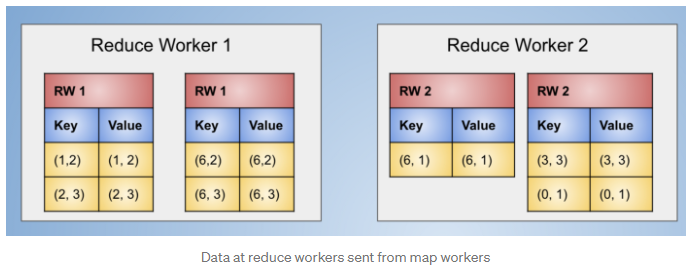 Reduce Worker 1
RW 1
Key Value
(1,2) (1, 2)
(2, 3) (2, 3)
RW 1
Key Value
(6,2) (6,2)
(6, 3) (6, 3)
Reduce Worker 2
RW 2
Key Value
(6, 1) (6, 1)
RW 2
Key Value
(3, 3) (3, 3)
(0, 1) (0, 1)
Data at reduce workers sent from map workers